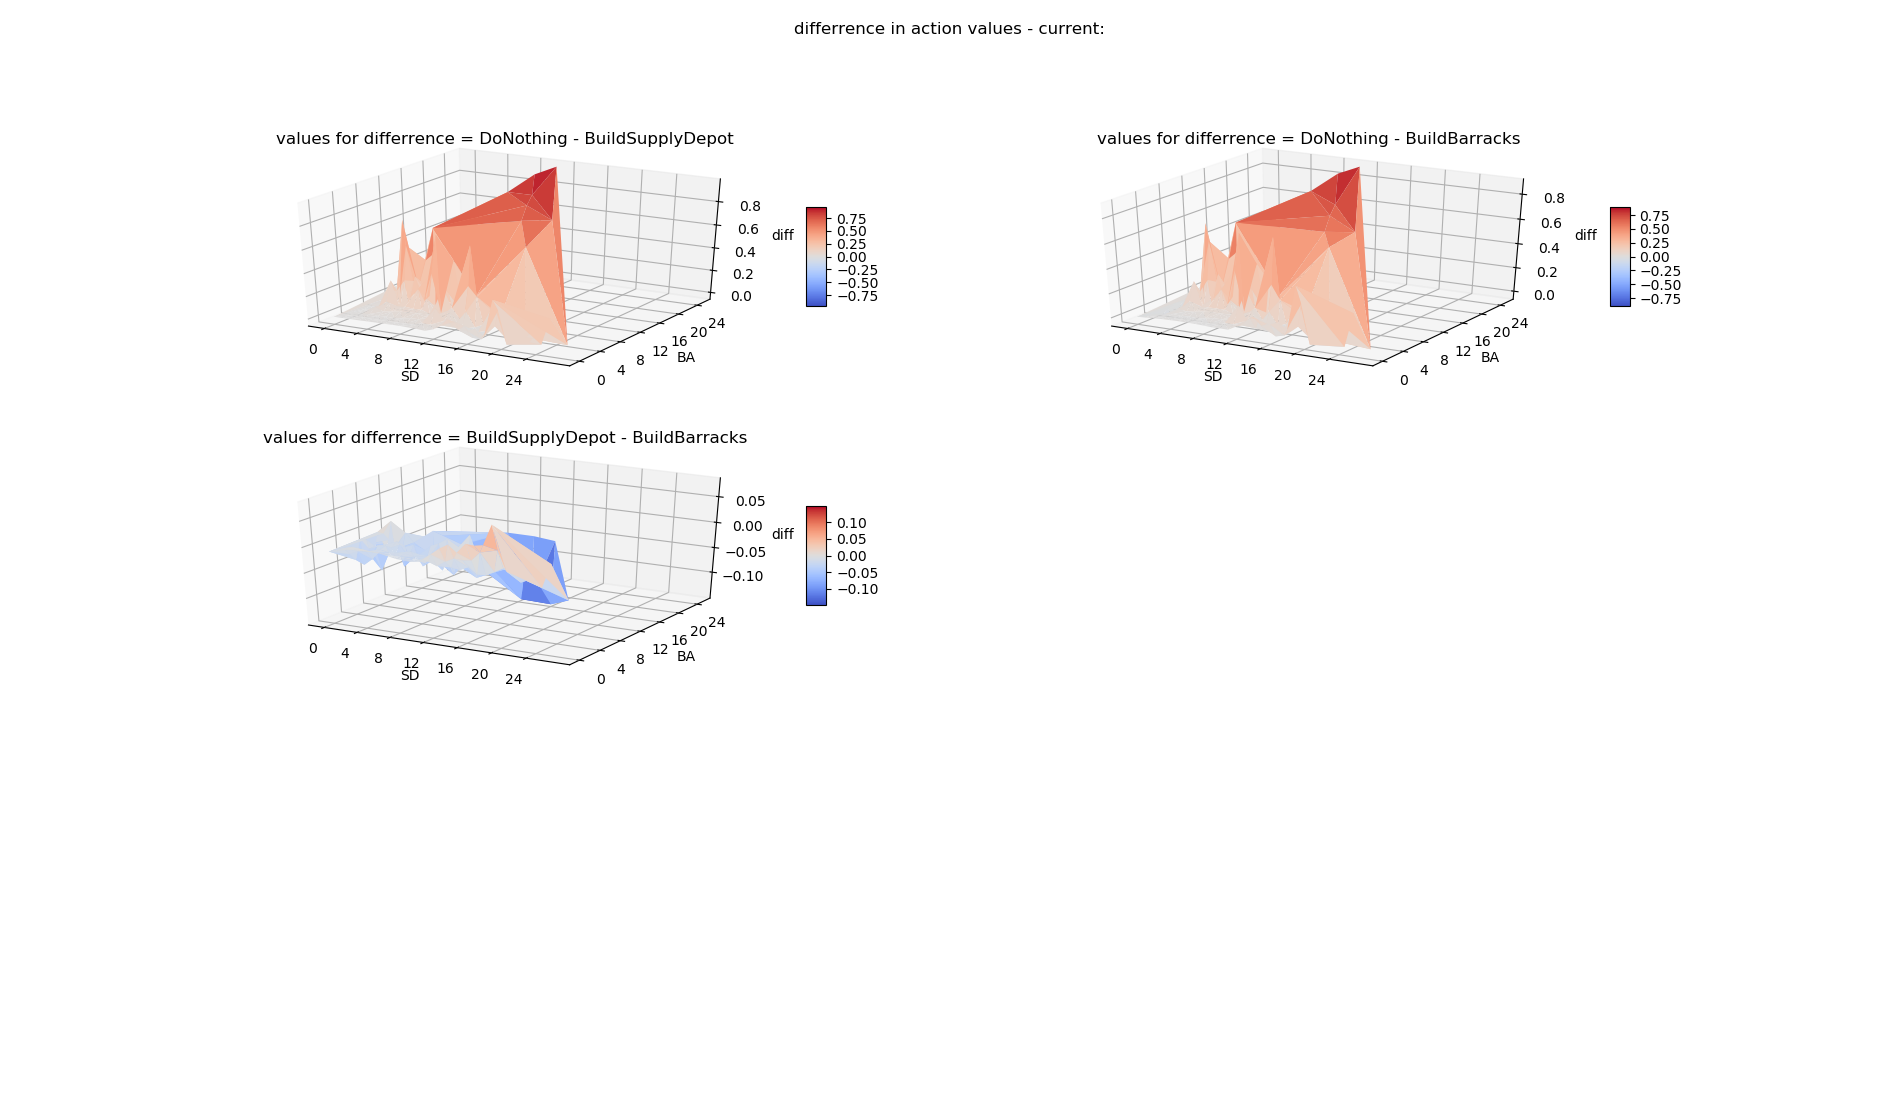 differrence in action values - current:
values for differrence = DoNothing - BuildSupplyDepot
0.8
0.6
0.4
0.2
0.0
diff
0.75
0.50
0.25
0.00
−0.25
−0.50
−0.75
0 4 8 12 16 20 24
SD
0 4 8 12 16 20 24
BA
values for differrence = DoNothing - BuildBarracks
0.8
0.6
0.4
0.2
0.0
diff
0.75
0.50
0.25
0.00
−0.25
−0.50
−0.75
0 4 8 12 16 20 24
SD
0 4 8 12 16 20 24
BA
values for differrence = BuildSupplyDepot - BuildBarracks
0.05
0.00
−0.05
−0.10
diff
0.10
0.05
0.00
−0.05
−0.10
0 4 8 12 16 20 24
SD
0 4 8 12 16 20 24
BA